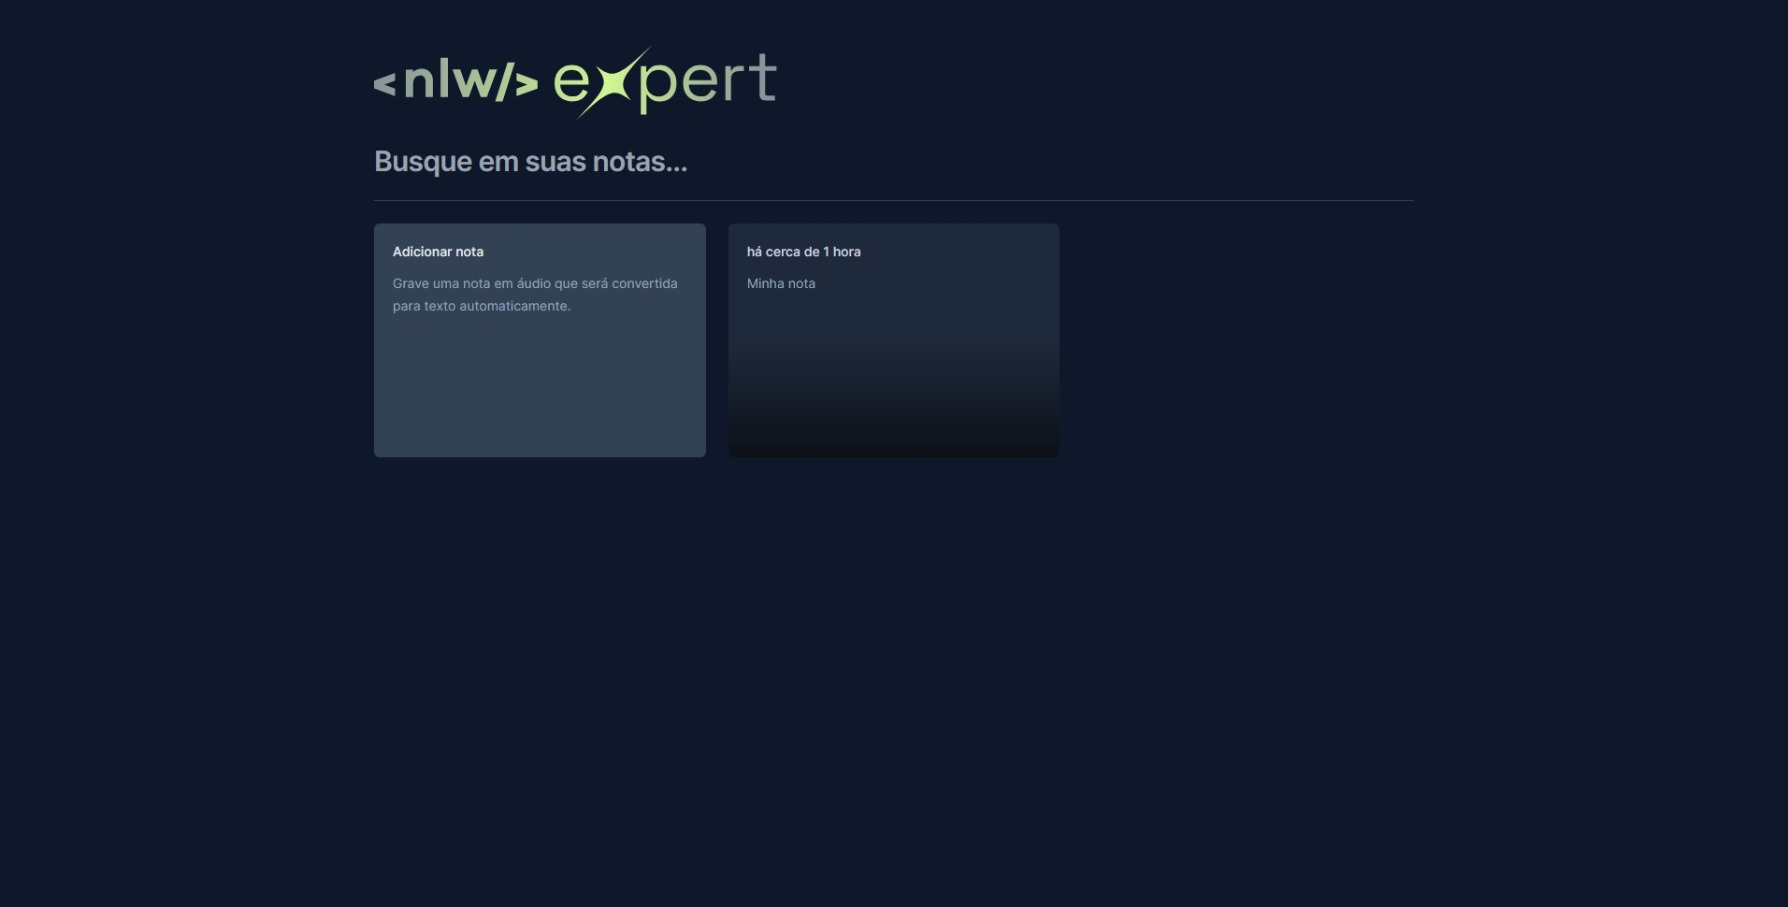 <nlw/> expert
Busque em suas notas...
Adicionar nota
Grave uma nota em áudio que será convertida
para texto automaticamente.
há cerca de 1 hora
Minha nota